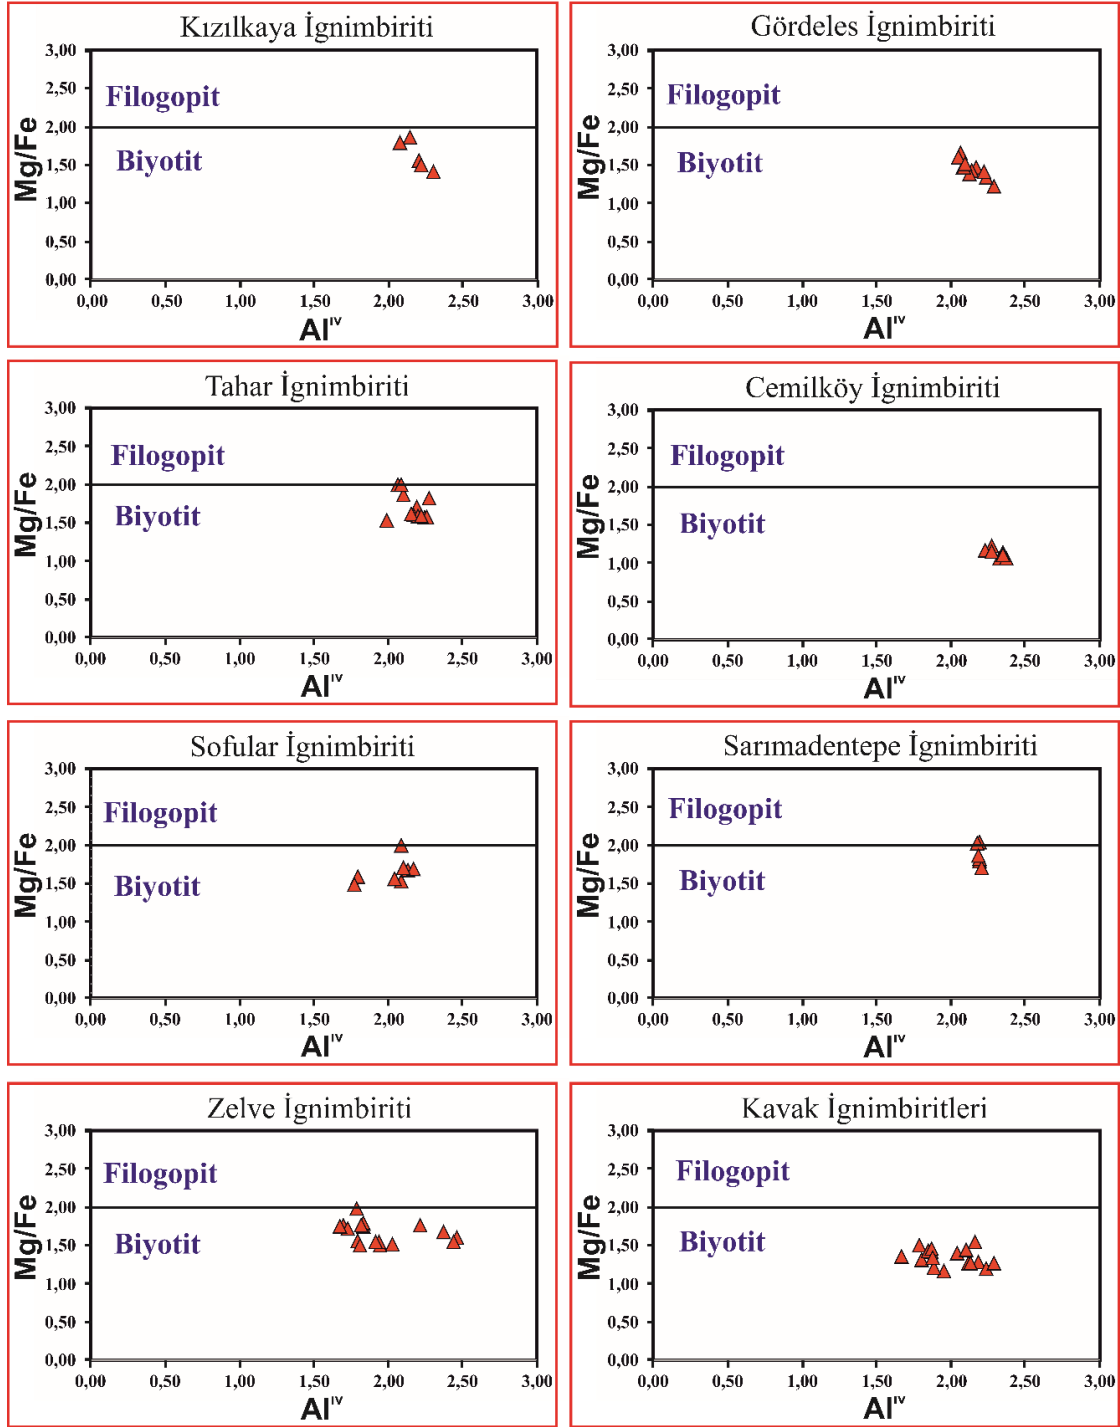 Kızılkaya İgnimbiriti
3,00
2,50
Filogopit
2,00
Biyotit
1,50
1,00
0,50
0,00
Mg/Fe
0,00 0,50 1,00 1,50 2,00 2,50 3,00
Al^IV
Gördeles İgnimbiriti
3,00
2,50
Filogopit
2,00
Biyotit
1,50
1,00
0,50
0,00
Mg/Fe
0,00 0,50 1,00 1,50 2,00 2,50 3,00
Al^IV
Tahar İgnimbiriti
3,00
2,50
Filogopit
2,00
Biyotit
1,50
1,00
0,50
0,00
Mg/Fe
0,00 0,50 1,00 1,50 2,00 2,50 3,00
Al^IV
Cemilköy İgnimbiriti
3,00
2,50
Filogopit
2,00
Biyotit
1,50
1,00
0,50
0,00
Mg/Fe
0,00 0,50 1,00 1,50 2,00 2,50 3,00
Al^IV
Sofular İgnimbiriti
3,00
2,50
Filogopit
2,00
Biyotit
1,50
1,00
0,50
0,00
Mg/Fe
0,00 0,50 1,00 1,50 2,00 2,50 3,00
Al^IV
Sarımadentepe İgnimbiriti
3,00
2,50
Filogopit
2,00
Biyotit
1,50
1,00
0,50
0,00
Mg/Fe
0,00 0,50 1,00 1,50 2,00 2,50 3,00
Al^IV
Zelve İgnimbiriti
3,00
2,50
Filogopit
2,00
Biyotit
1,50
1,00
0,50
0,00
Mg/Fe
0,00 0,50 1,00 1,50 2,00 2,50 3,00
Al^IV
Kavak İgnimbiritleri
3,00
2,50
Filogopit
2,00
Biyotit
1,50
1,00
0,50
0,00
Mg/Fe
0,00 0,50 1,00 1,50 2,00 2,50 3,00
Al^IV